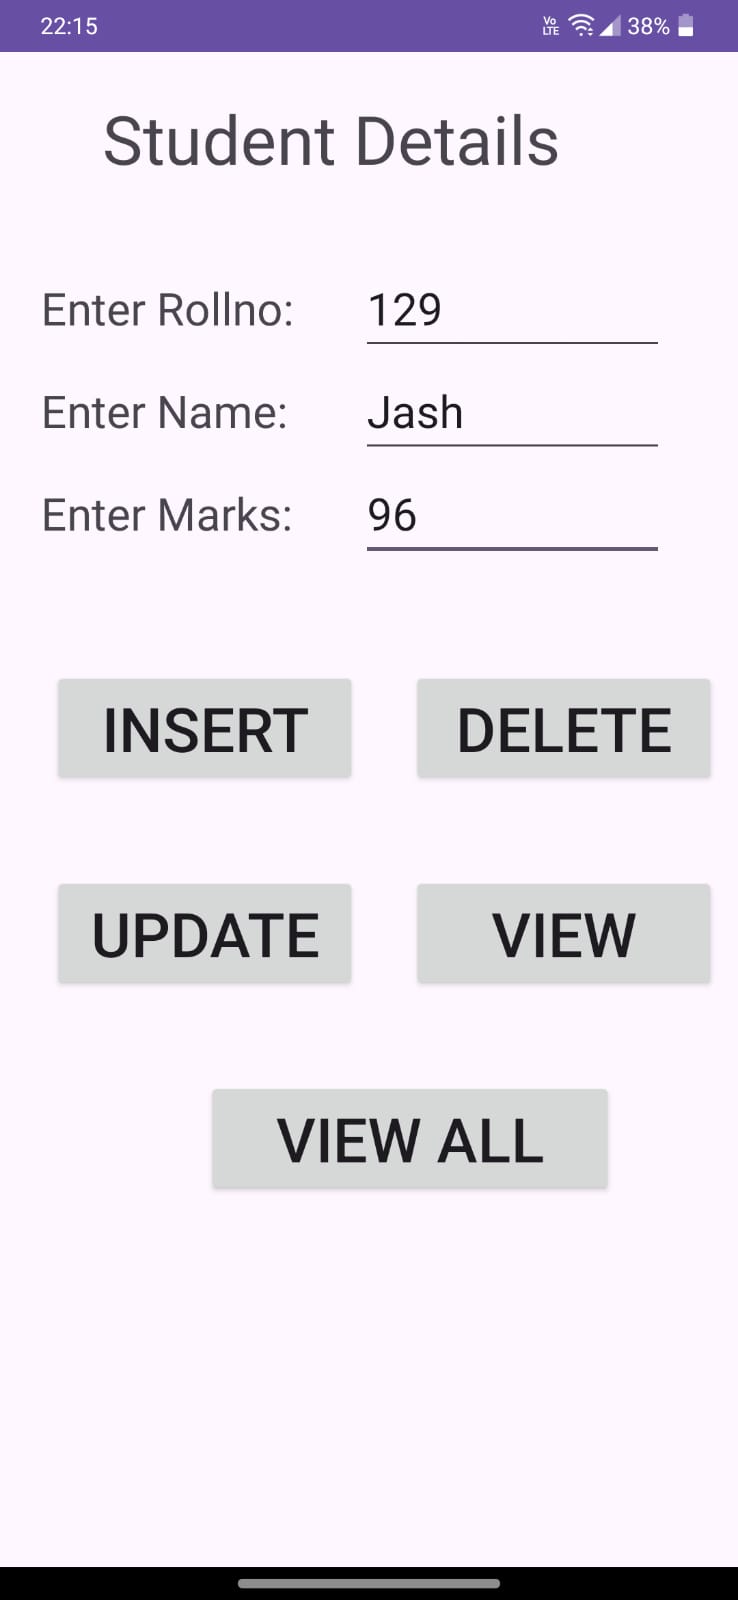 22:15 Vo LTE 38%
Student Details
Enter Rollno: 129
Enter Name: Jash
Enter Marks: 96
INSERT DELETE
UPDATE VIEW
VIEW ALL